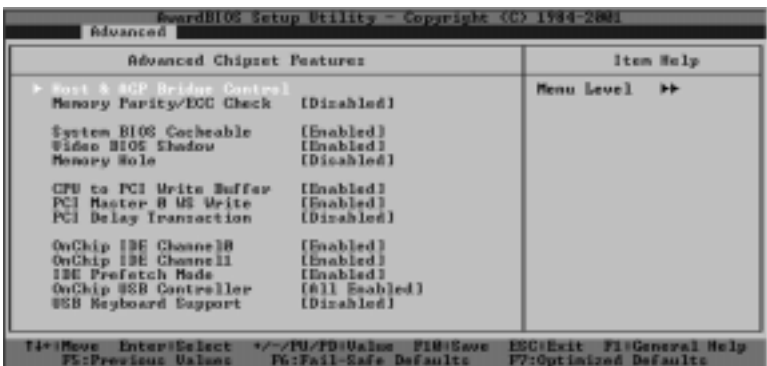 AwardBIOS Setup Utility - Copyright (C) 1984-2001
Advanced
Advanced Chipset Features
Item Help
▶ Host & AGP Bridge Control
Menu Level ▶▶
Memory Parity/ECC Check [Disabled]
System BIOS Cacheable [Enabled]
Video BIOS Shadow [Enabled]
Memory Hole [Disabled]
CPU to PCI Write Buffer [Enabled]
PCI Master 0 WS Write [Enabled]
PCI Delay Transaction [Disabled]
OnChip IDE Channel0 [Enabled]
OnChip IDE Channel1 [Enabled]
IDE Prefetch Mode [Enabled]
OnChip USB Controller [All Enabled]
USB Keyboard Support [Disabled]
↑↓←:Move Enter:Select +/-/PU/PD:Value F10:Save ESC:Exit F1:General Help
F5:Previous Values F6:Fail-Safe Defaults F7:Optimized Defaults